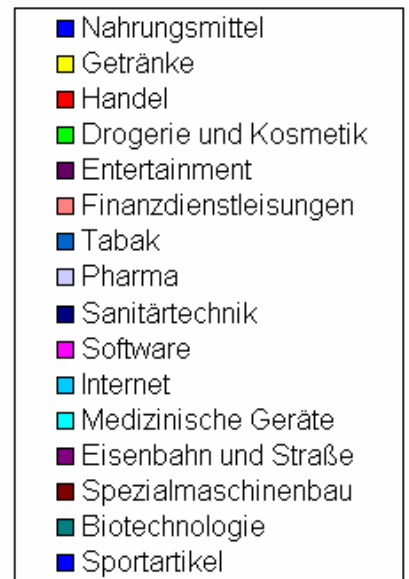 Nahrungsmittel
Getränke
Handel
Drogerie und Kosmetik
Entertainment
Finanzdienstleisungen
Tabak
Pharma
Sanitärtechnik
Software
Internet
Medizinische Geräte
Eisenbahn und Straße
Spezialmaschinenbau
Biotechnologie
Sportartikel